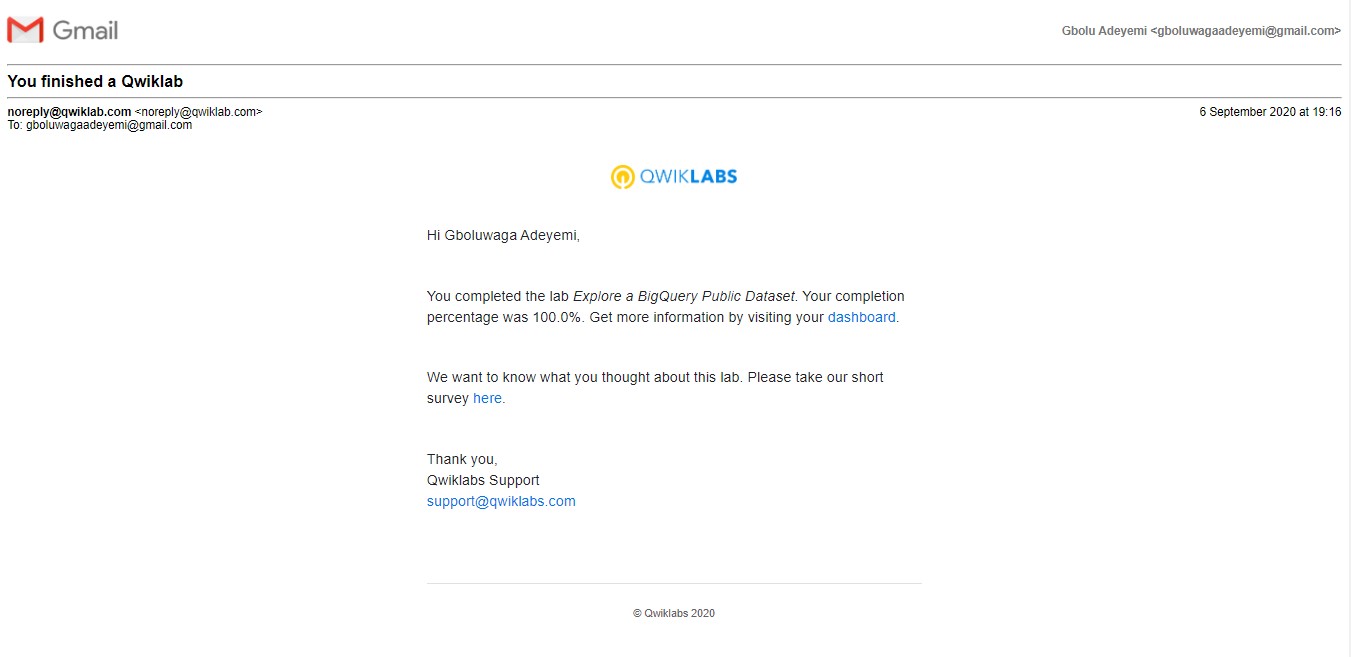 Gmail
Gbolu Adeyemi <gboluwagaadeyemi@gmail.com>
You finished a Qwiklab
noreply@qwiklab.com <noreply@qwiklab.com>
6 September 2020 at 19:16
To: gboluwagaadeyemi@gmail.com
QWIKLABS
Hi Gboluwaga Adeyemi,
You completed the lab Explore a BigQuery Public Dataset. Your completion
percentage was 100.0%. Get more information by visiting your dashboard.
We want to know what you thought about this lab. Please take our short
survey here.
Thank you,
Qwiklabs Support
support@qwiklabs.com
© Qwiklabs 2020